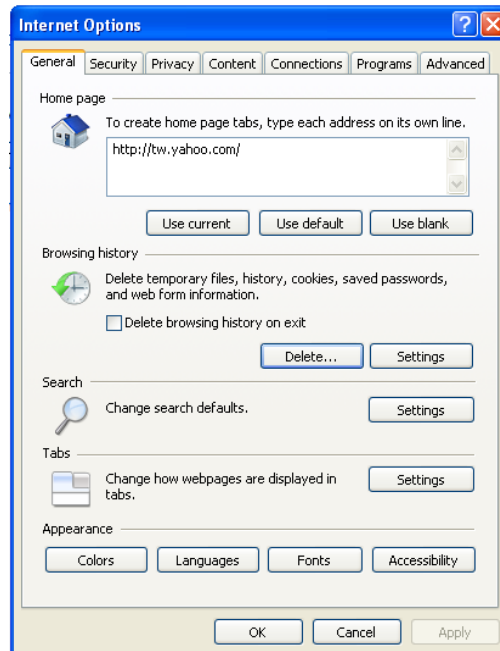 Internet Options
General Security Privacy Content Connections Programs Advanced
Home page
To create home page tabs, type each address on its own line.
http://tw.yahoo.com/
Use current Use default Use blank
Browsing history
Delete temporary files, history, cookies, saved passwords,
and web form information.
Delete browsing history on exit
Delete... Settings
Search
Change search defaults.
Settings
Tabs
Change how webpages are displayed in
tabs.
Settings
Appearance
Colors Languages Fonts Accessibility
OK Cancel Apply